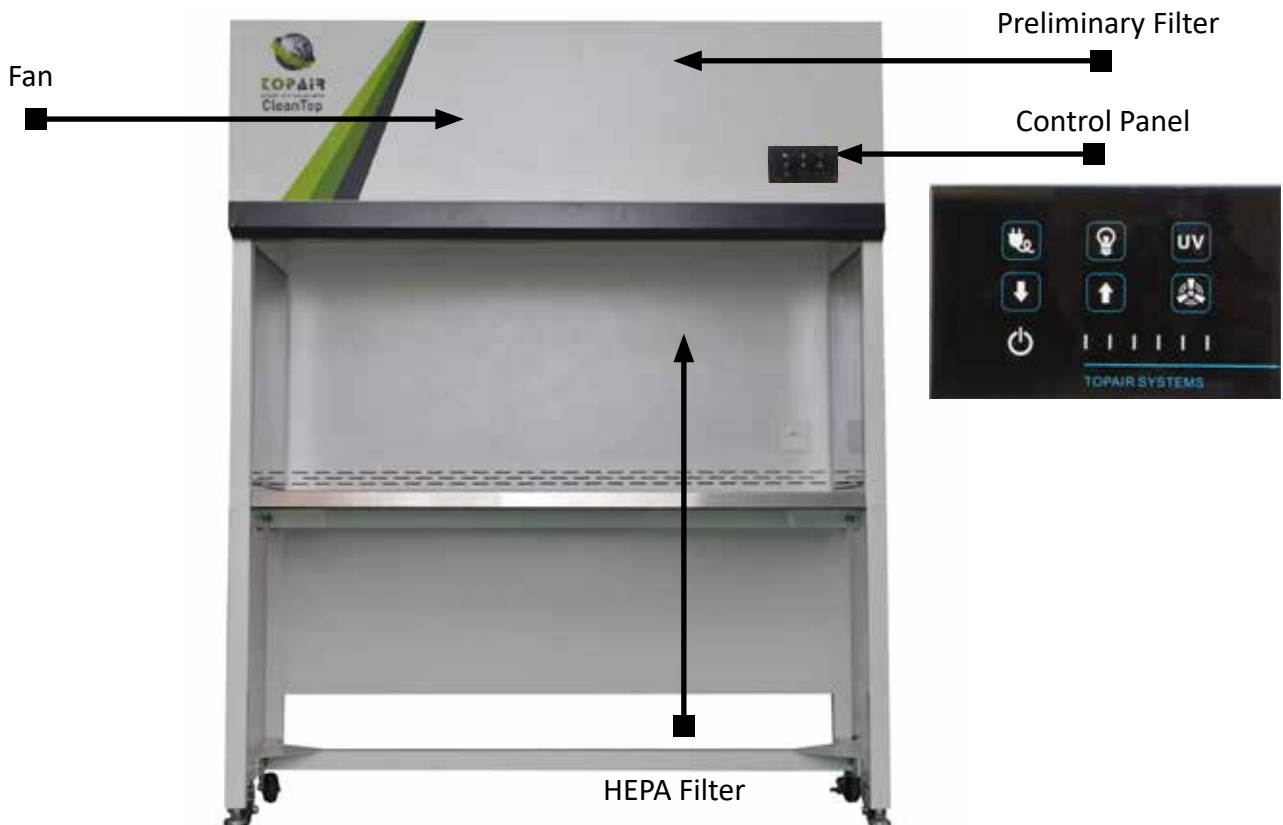 Preliminary Filter
Fan
TOPAIR
CleanTop
Control Panel
UV
TOPAIR SYSTEMS
HEPA Filter